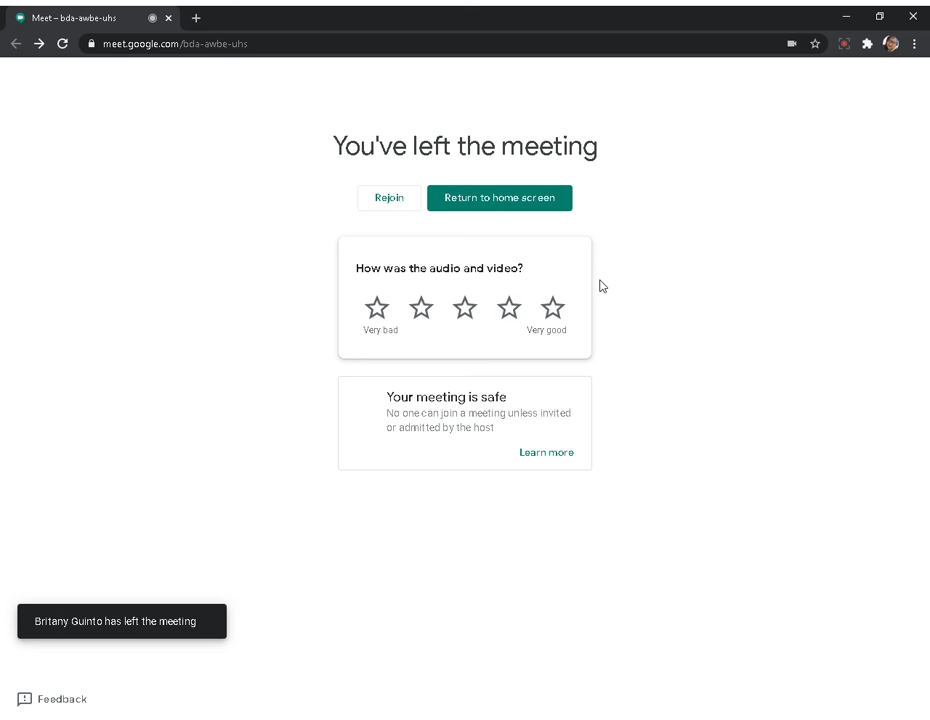 Meet – bda-awbe-uhs
meet.google.com/bda-awbe-uhs
You've left the meeting
Rejoin
Return to home screen
How was the audio and video?
Very bad
Very good
Your meeting is safe
No one can join a meeting unless invited
or admitted by the host
Learn more
Britany Guinto has left the meeting
Feedback